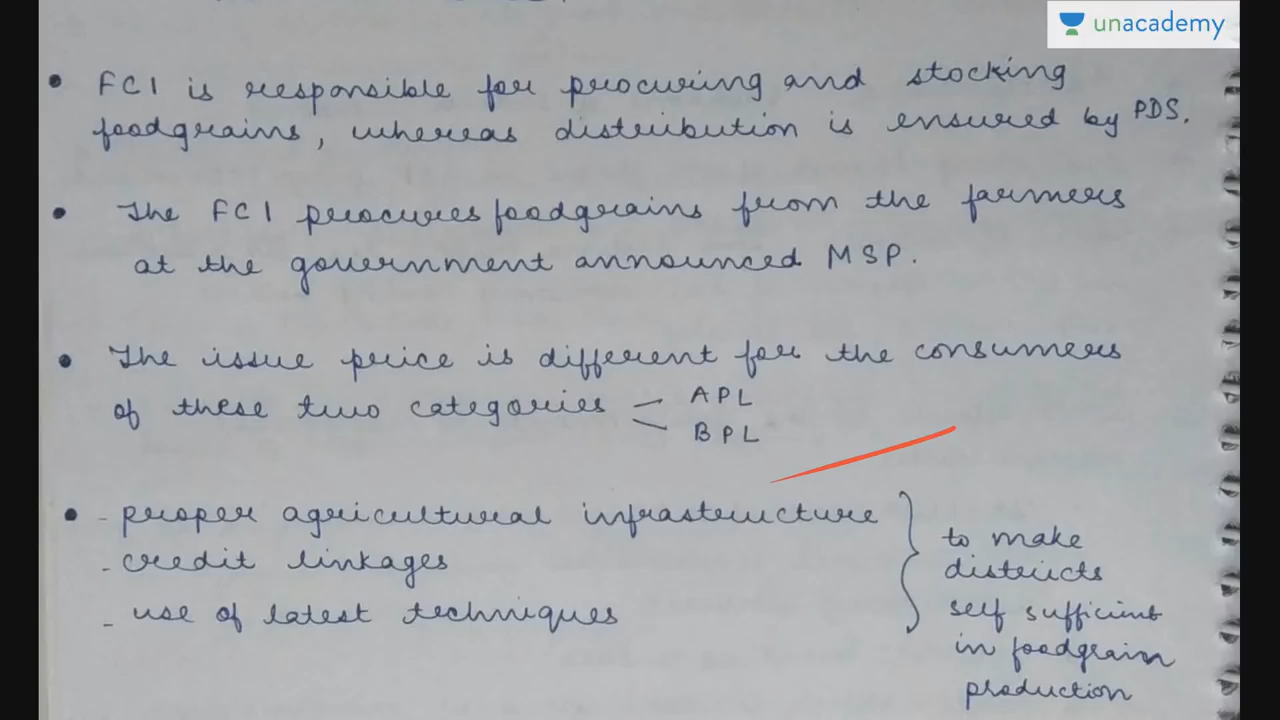 unacademy
• FCI is responsible for procuring and stocking
foodgrains, whereas distribution is ensured by PDS.
• The FCI procures foodgrains from the farmers
at the government announced MSP.
• The issue price is different for the consumers
of these two categories - APL
- BPL
• - proper agricultural infrastructure
- credit linkages
- use of latest techniques
} to make
districts
self sufficient
in foodgrain
production